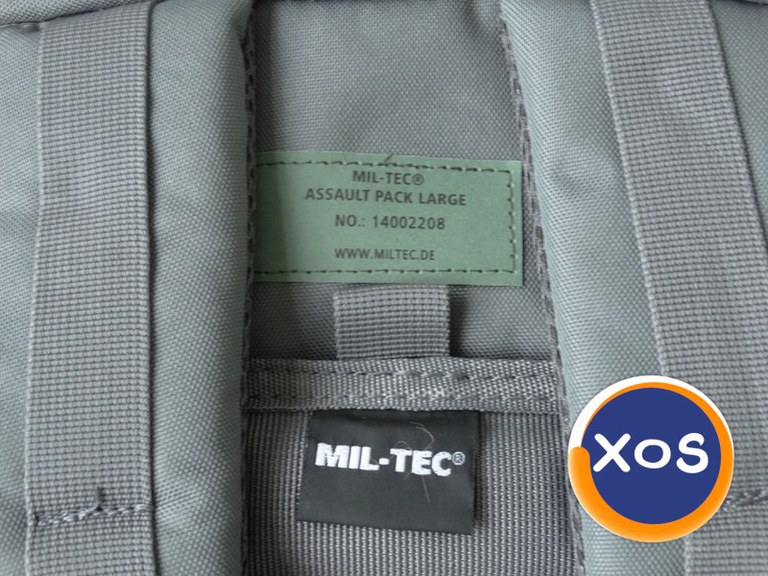 MIL-TEC®
ASSAULT PACK LARGE
NO.: 14002208
WWW.MILTEC.DE
MIL-TEC®
XOS